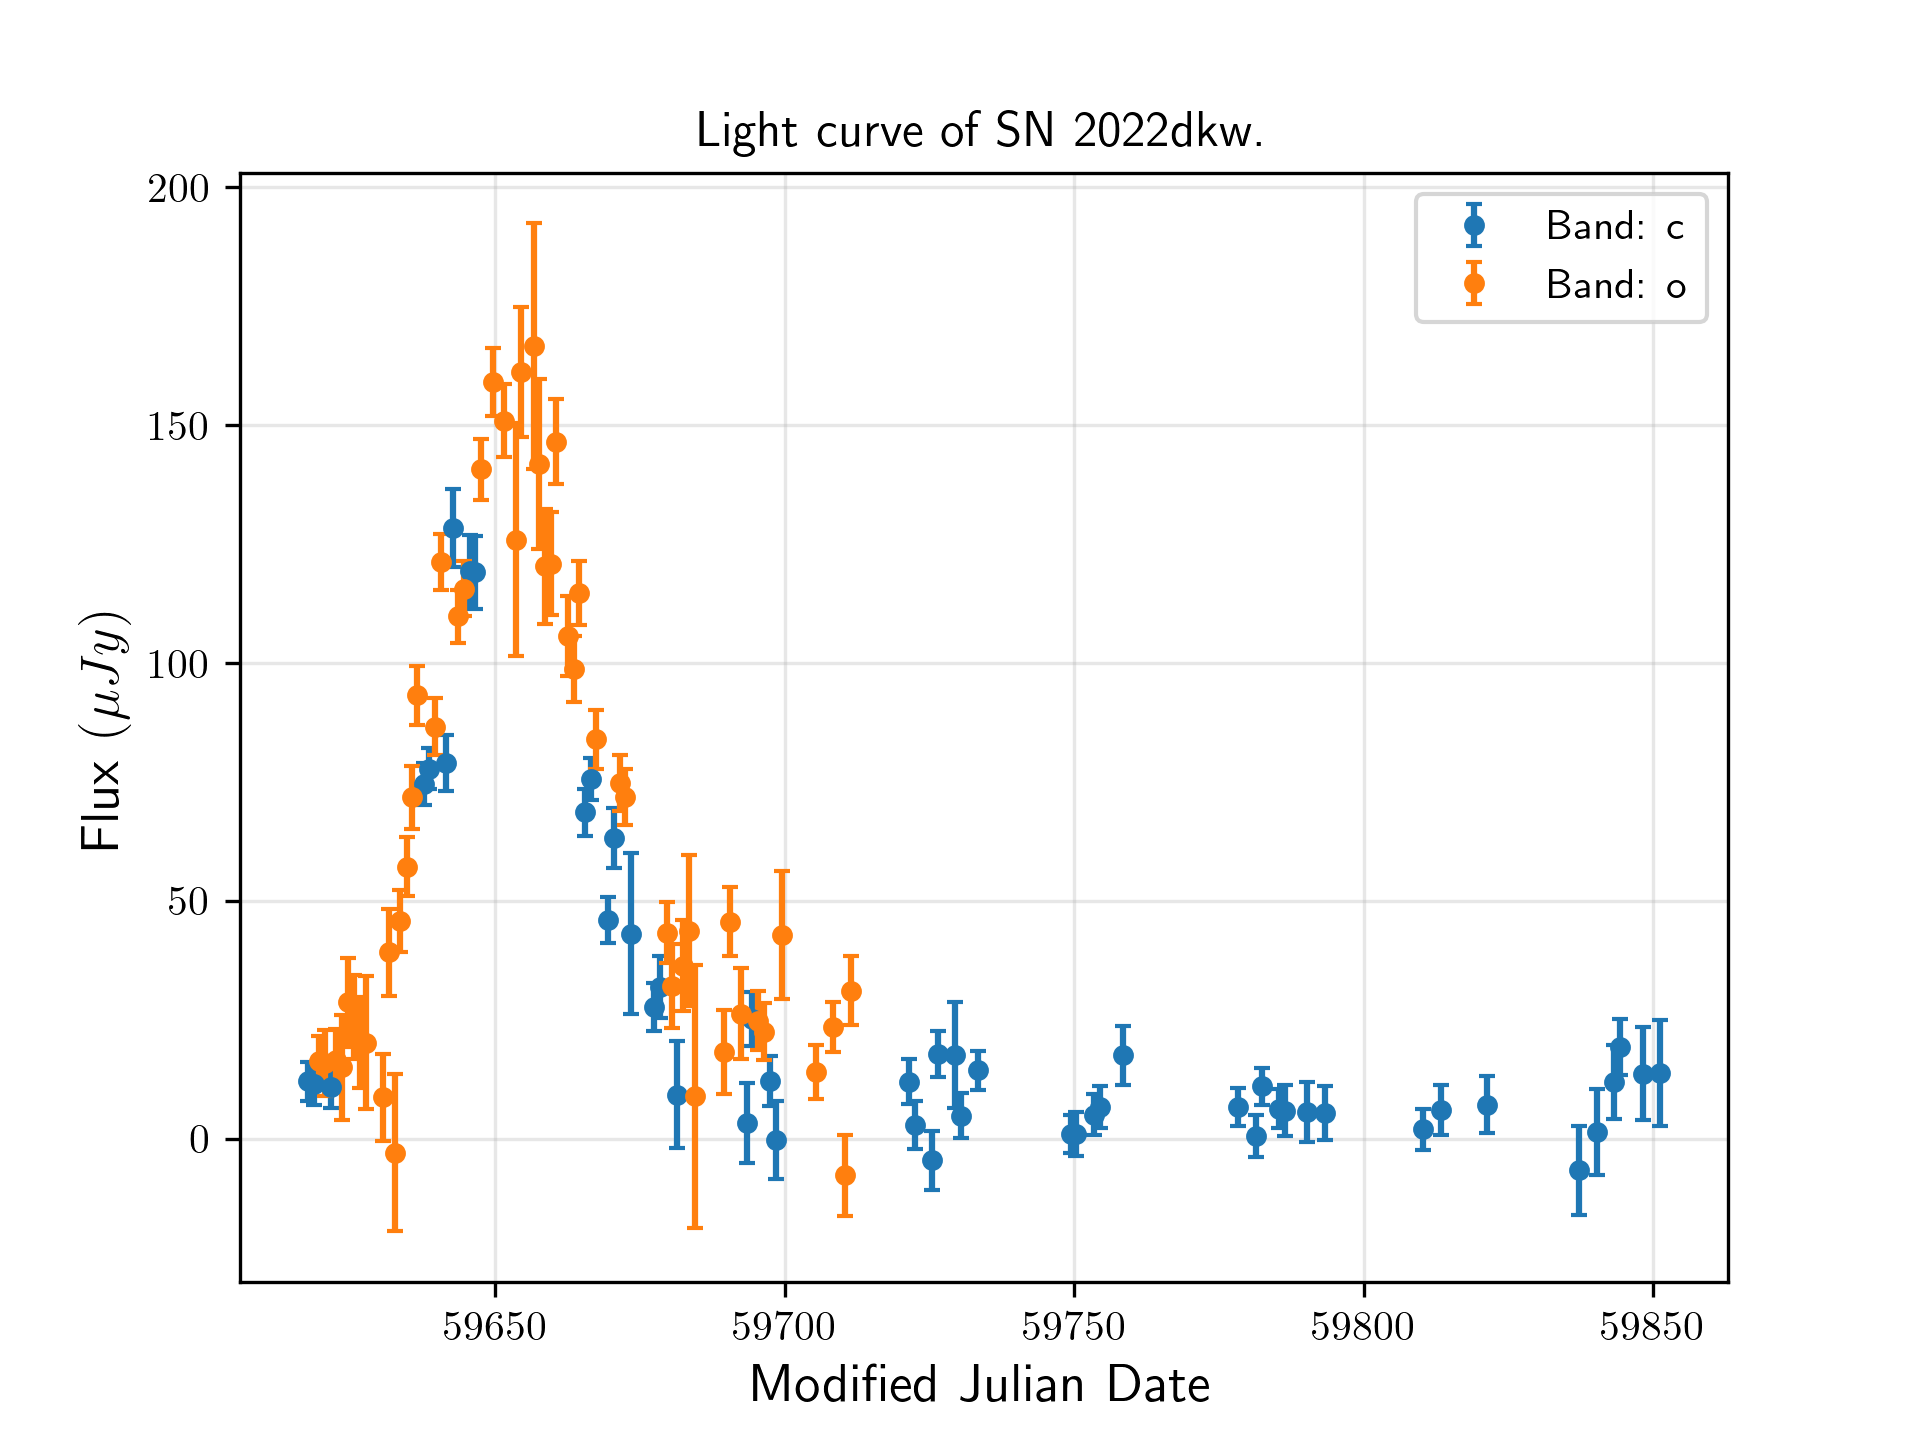 Light curve of SN 2022dkw.
200
150
100
50
0
Flux (μJy)
Band: c
Band: o
59650 59700 59750 59800 59850
Modified Julian Date